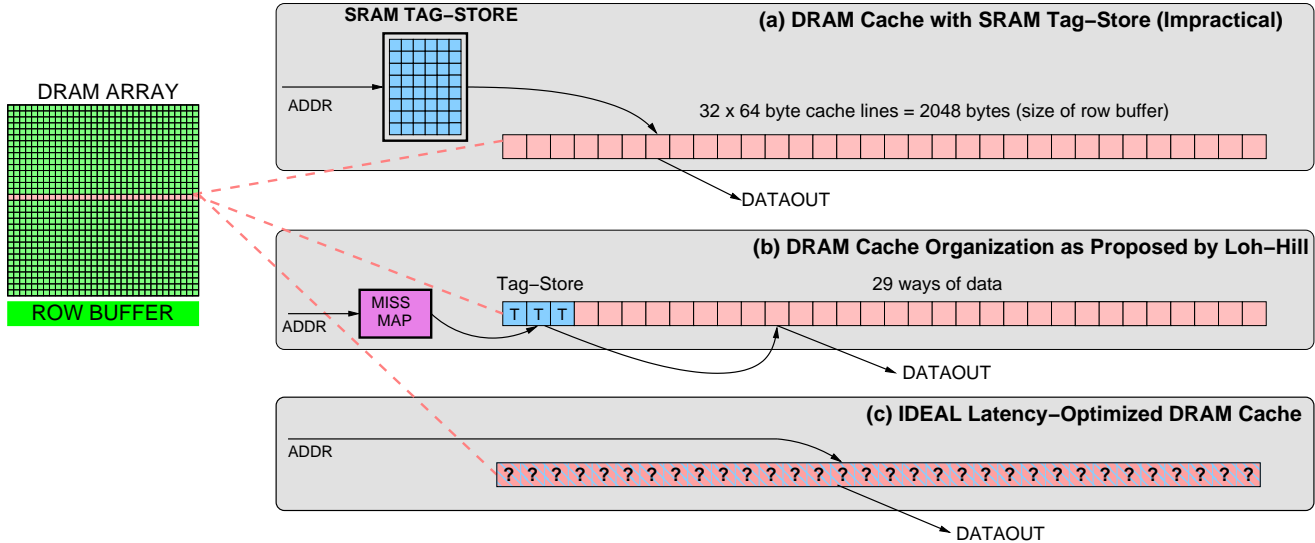 SRAM TAG–STORE
(a) DRAM Cache with SRAM Tag–Store (Impractical)
DRAM ARRAY
ADDR
32 x 64 byte cache lines = 2048 bytes (size of row buffer)
DATAOUT
(b) DRAM Cache Organization as Proposed by Loh–Hill
Tag–Store
29 ways of data
ROW BUFFER
ADDR
MISS
MAP
T T T
DATAOUT
(c) IDEAL Latency–Optimized DRAM Cache
ADDR
? ? ? ? ? ? ? ? ? ? ? ? ? ? ? ? ? ? ? ? ? ? ? ? ? ? ? ? ? ? ? ?
DATAOUT